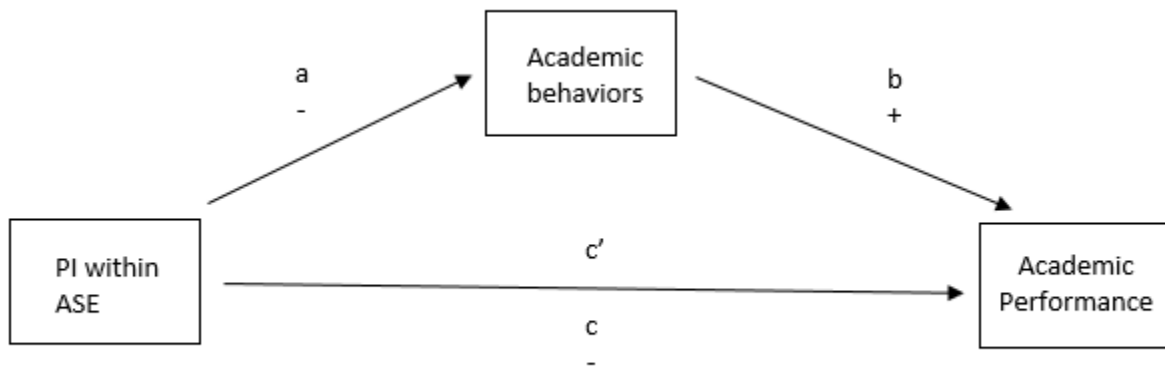 Academic
behaviors
a
-
b
+
PI within
ASE
c’
c
-
Academic
Performance